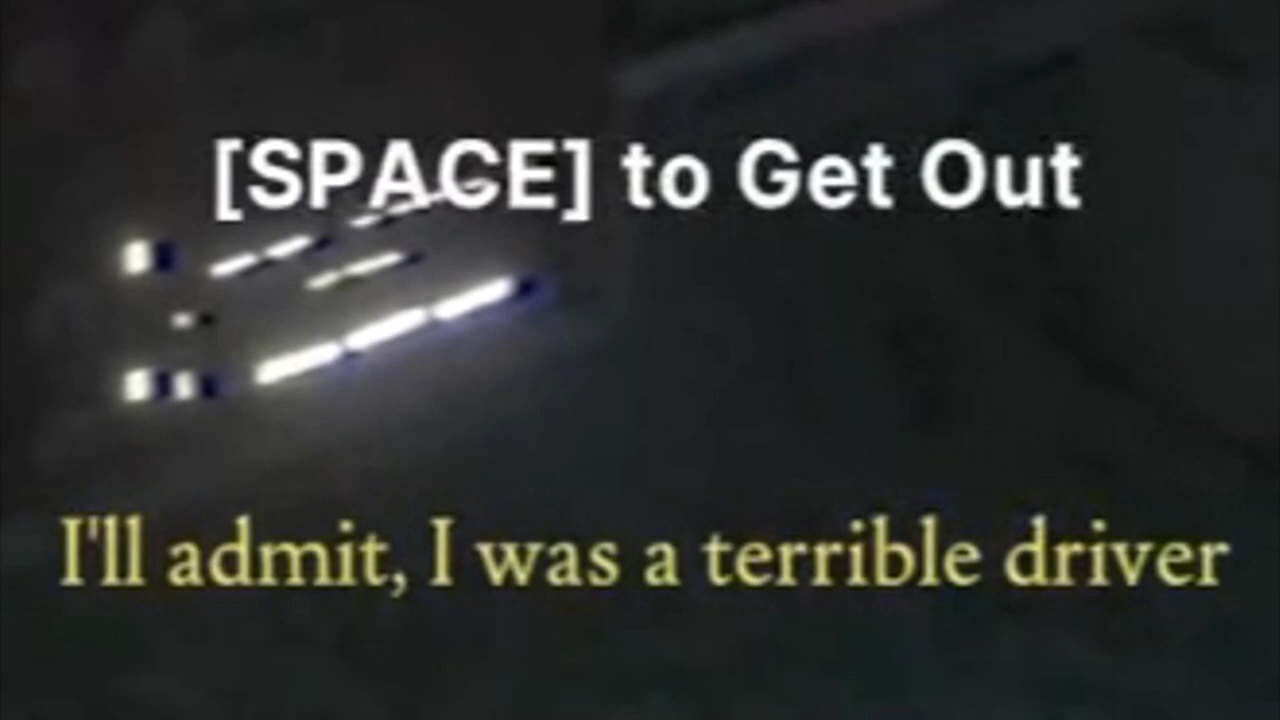 [SPACE] to Get Out
I'll admit, I was a terrible driver